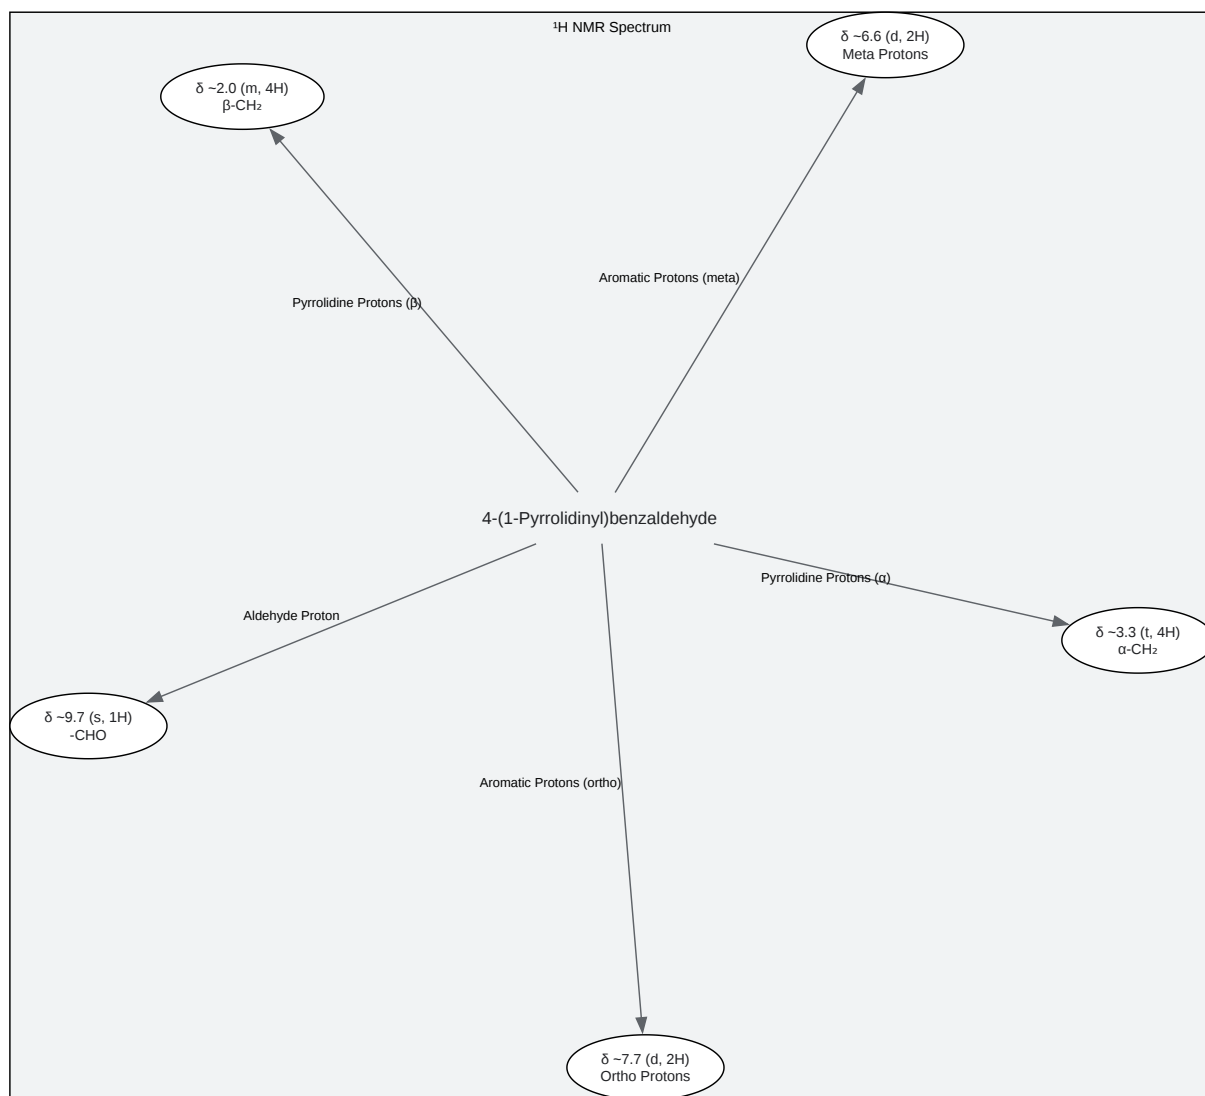 ¹H NMR Spectrum
δ ~6.6 (d, 2H)
Meta Protons
δ ~2.0 (m, 4H)
β-CH₂
Aromatic Protons (meta)
Pyrrolidine Protons (β)
4-(1-Pyrrolidinyl)benzaldehyde
Pyrrolidine Protons (α)
Aldehyde Proton
δ ~3.3 (t, 4H)
α-CH₂
δ ~9.7 (s, 1H)
-CHO
Aromatic Protons (ortho)
δ ~7.7 (d, 2H)
Ortho Protons